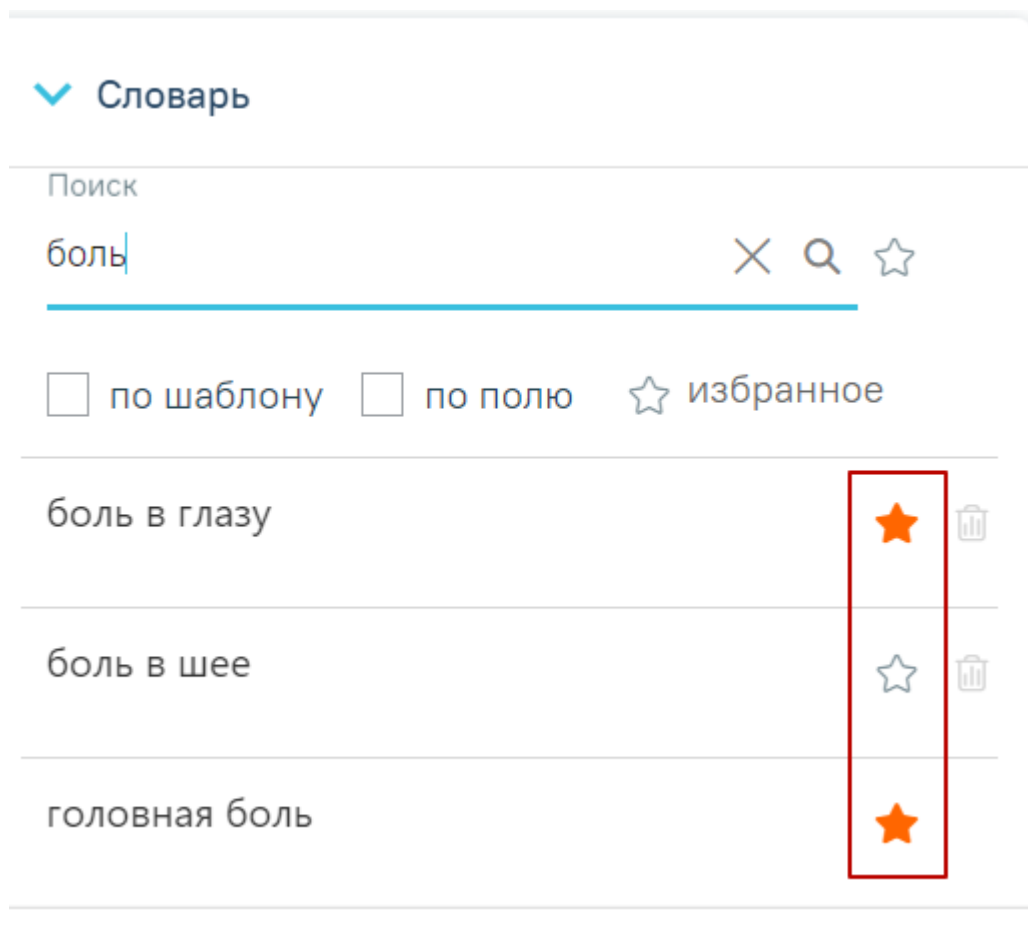 Словарь
Поиск
боль
по шаблону по полю избранное
боль в глазу
боль в шее
головная боль